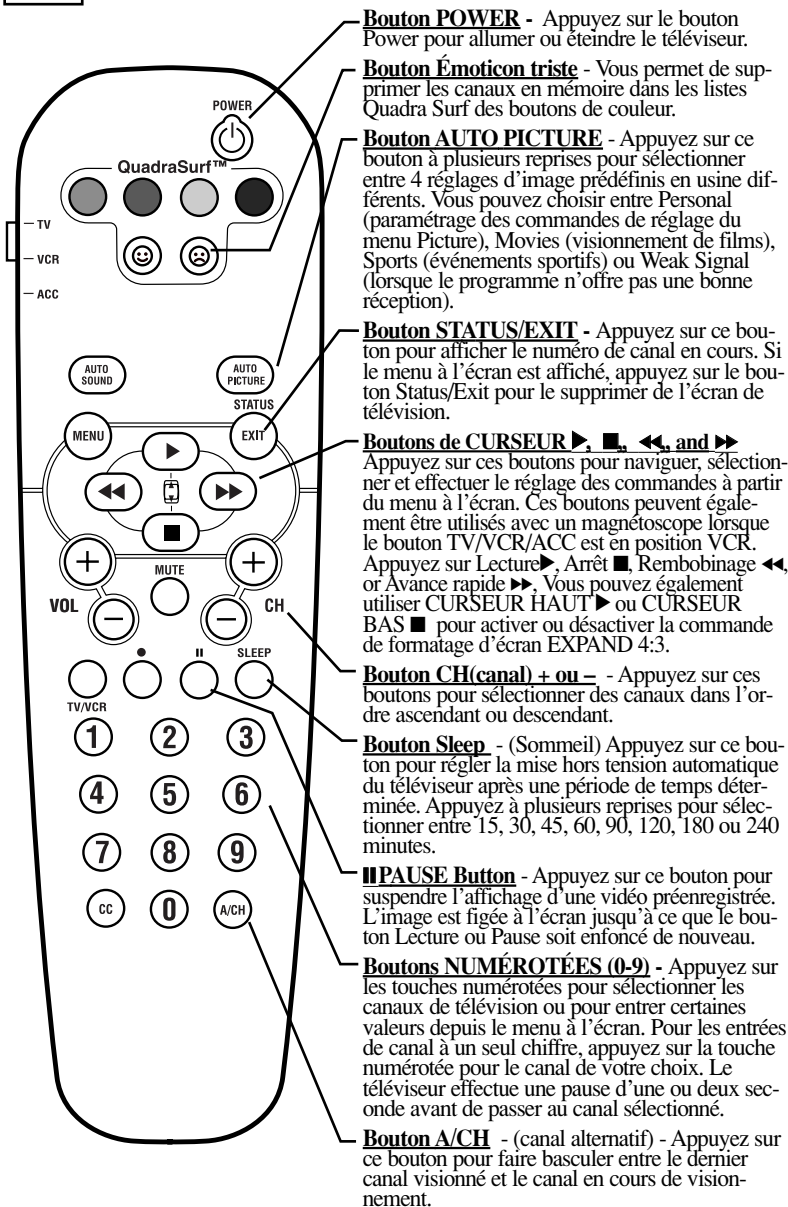 POWER
QuadraSurf™
TV
VCR
ACC
AUTO
SOUND
AUTO
PICTURE
STATUS
MENU
EXIT
MUTE
VOL
CH
SLEEP
TV/VCR
1 2 3
4 5 6
7 8 9
CC 0 A/CH
Bouton POWER - Appuyez sur le bouton
Power pour allumer ou éteindre le téléviseur.
Bouton Émoticon triste - Vous permet de sup-
primer les canaux en mémoire dans les listes
Quadra Surf des boutons de couleur.
Bouton AUTO PICTURE - Appuyez sur ce
bouton à plusieurs reprises pour sélectionner
entre 4 réglages d'image prédéfinis en usine dif-
férents. Vous pouvez choisir entre Personal
(paramétrage des commandes de réglage du
menu Picture), Movies (visionnement de films),
Sports (événements sportifs) ou Weak Signal
(lorsque le programme n'offre pas une bonne
réception).
Bouton STATUS/EXIT - Appuyez sur ce bou-
ton pour afficher le numéro de canal en cours. Si
le menu à l'écran est affiché, appuyez sur le bou-
ton Status/Exit pour le supprimer de l'écran de
télévision.
Boutons de CURSEUR ▶, ■,, ◀◀,, and ▶▶
Appuyez sur ces boutons pour naviguer, sélection-
ner et effectuer le réglage des commandes à partir
du menu à l'écran. Ces boutons peuvent égale-
ment être utilisés avec un magnétoscope lorsque
le bouton TV/VCR/ACC est en position VCR.
Appuyez sur Lecture▶, Arrêt ■, Rembobinage ◀◀,
or Avance rapide ▶▶, Vous pouvez également
utiliser CURSEUR HAUT ▶ ou CURSEUR
BAS ■ pour activer ou désactiver la commande
de formatage d'écran EXPAND 4:3.
Bouton CH(canal) + ou – - Appuyez sur ces
boutons pour sélectionner des canaux dans l'or-
dre ascendant ou descendant.
Bouton Sleep - (Sommeil) Appuyez sur ce bou-
ton pour régler la mise hors tension automatique
du téléviseur après une période de temps déter-
minée. Appuyez à plusieurs reprises pour sélec-
tionner entre 15, 30, 45, 60, 90, 120, 180 ou 240
minutes.
II PAUSE Button - Appuyez sur ce bouton pour
suspendre l'affichage d'une vidéo préenregistrée.
L'image est figée à l'écran jusqu'à ce que le bou-
ton Lecture ou Pause soit enfoncé de nouveau.
Boutons NUMÉROTÉES (0-9) - Appuyez sur
les touches numérotées pour sélectionner les
canaux de télévision ou pour entrer certaines
valeurs depuis le menu à l'écran. Pour les entrées
de canal à un seul chiffre, appuyez sur la touche
numérotée pour le canal de votre choix. Le
téléviseur effectue une pause d'une ou deux sec-
onde avant de passer au canal sélectionné.
Bouton A/CH - (canal alternatif) - Appuyez sur
ce bouton pour faire basculer entre le dernier
canal visionné et le canal en cours de vision-
nement.